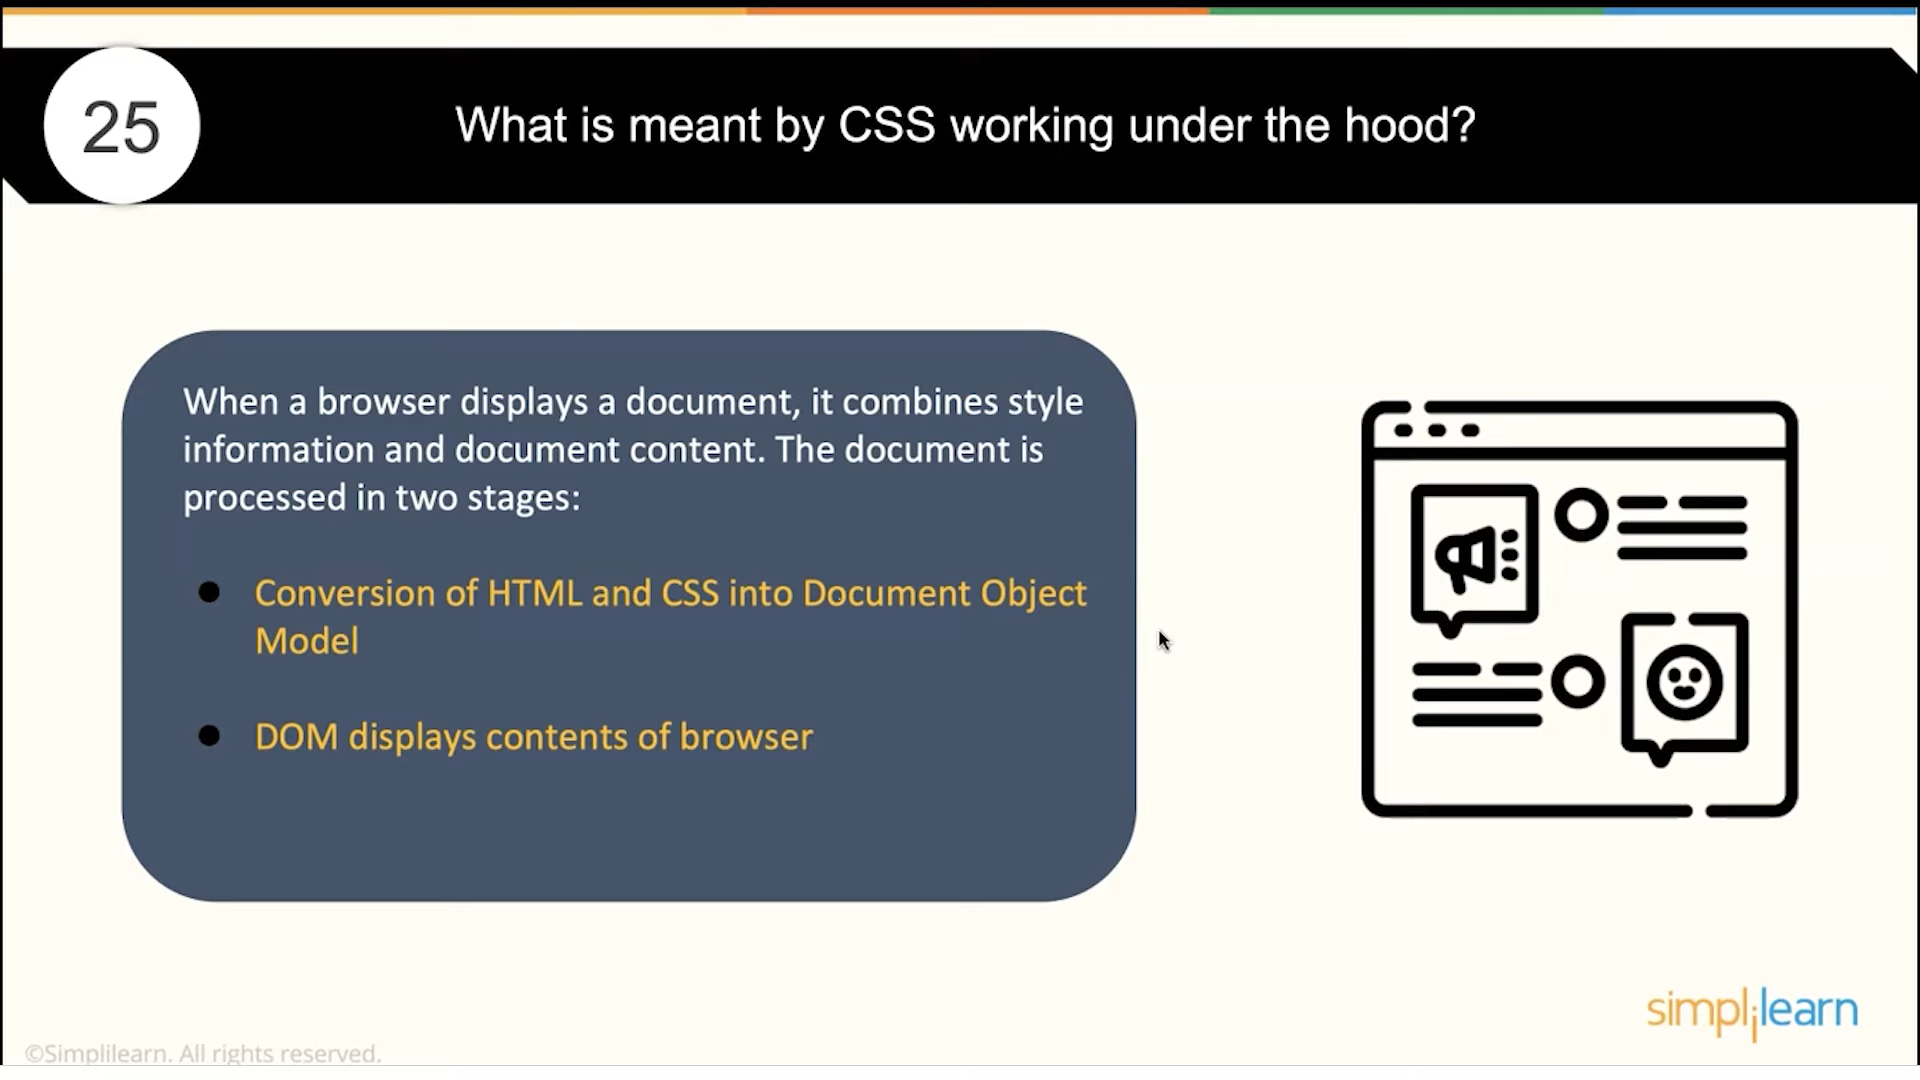 25
What is meant by CSS working under the hood?
When a browser displays a document, it combines style
information and document content. The document is
processed in two stages:
● Conversion of HTML and CSS into Document Object
Model
● DOM displays contents of browser
simplilearn
©Simplilearn. All rights reserved.